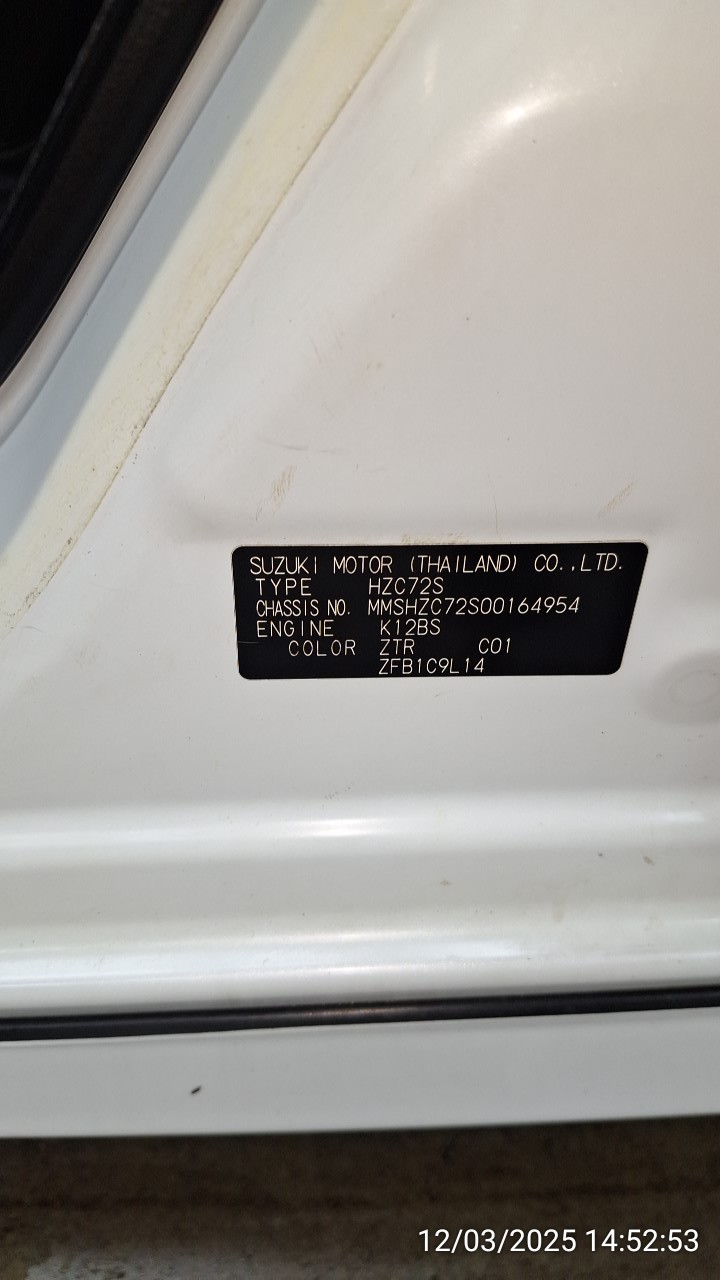 SUZUKI MOTOR (THAILAND) CO.,LTD.
TYPE HZC72S
CHASSIS NO. MMSHZC72S00164954
ENGINE K12BS
COLOR ZTR C01
ZFB1C9L14
12/03/2025 14:52:53